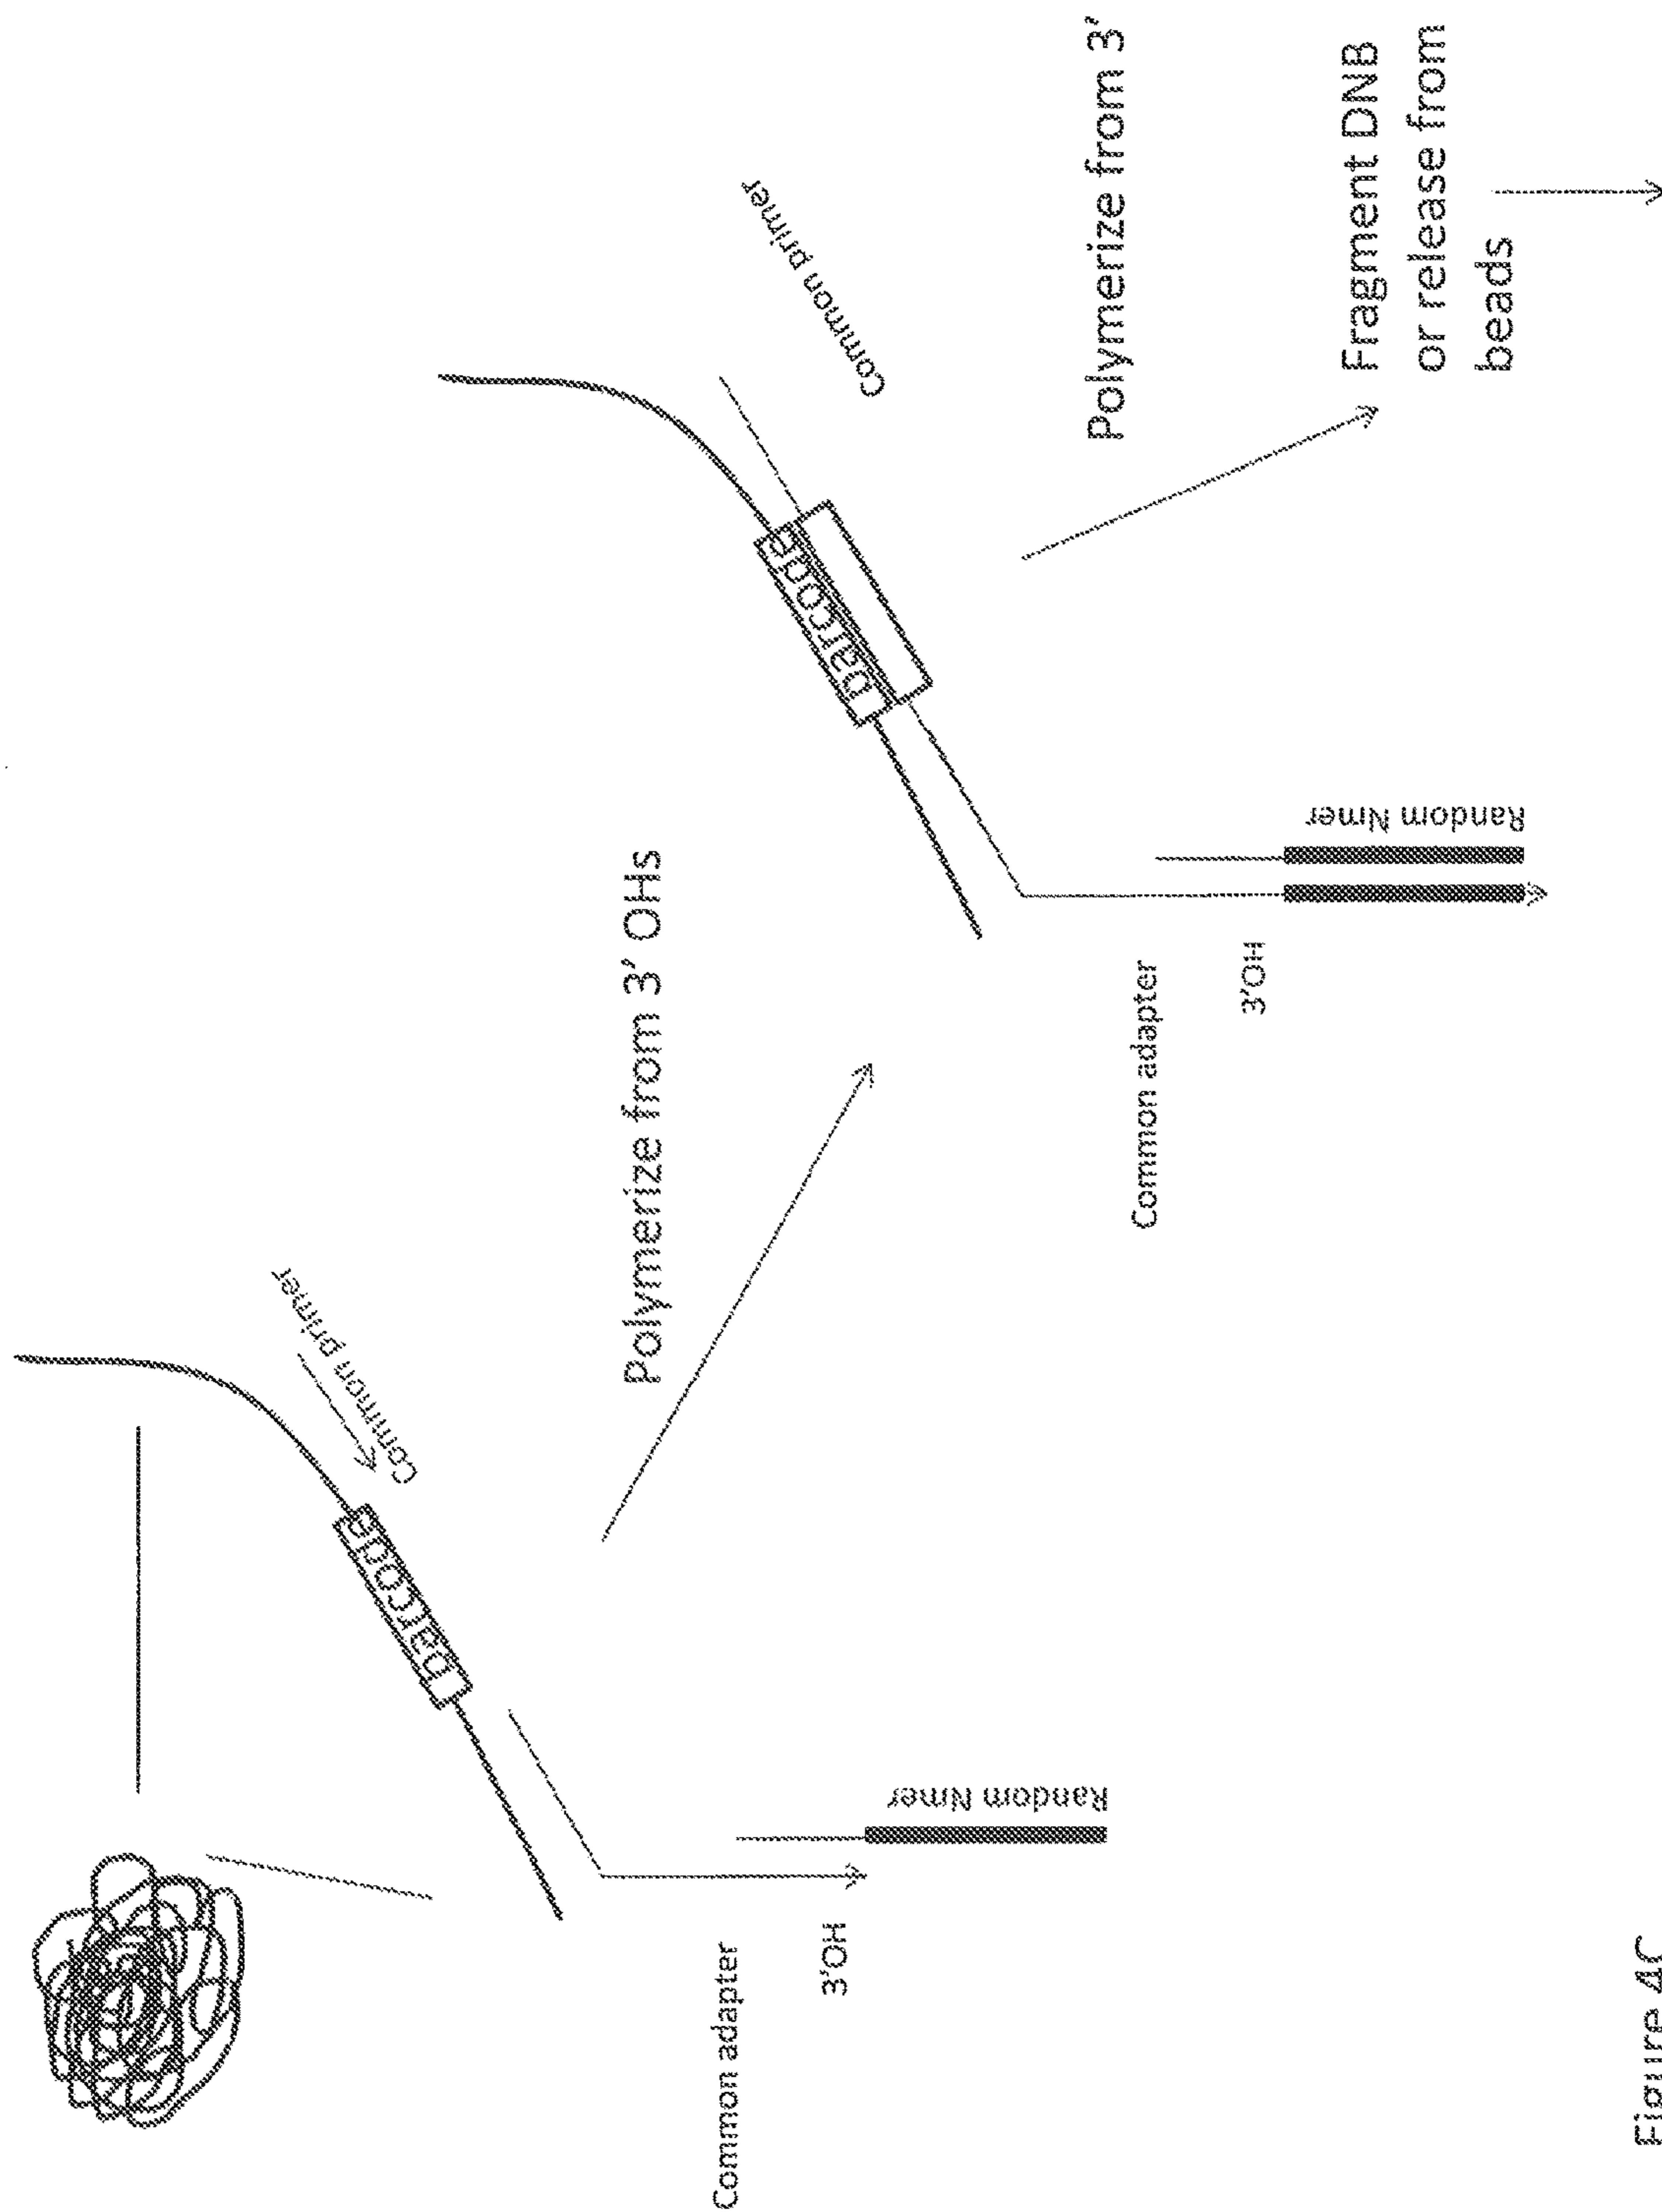 Common primer
barcode
Common adapter
3'OH
Random Nmer
Polymerize from 3' OHs
Common primer
barcode
Common adapter
3'OH
Random Nmer
Polymerize from 3'
Fragment DNB
or release from
beads
Figure 4C